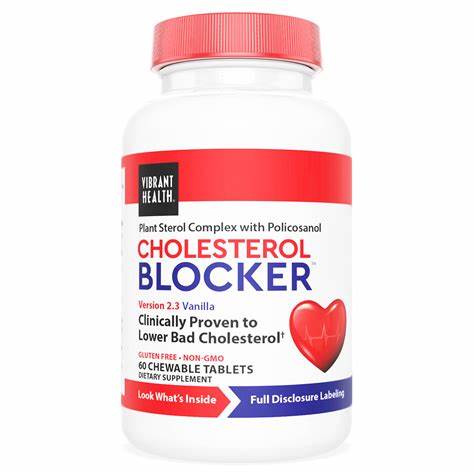 VIBRANT
HEALTH®
Plant Sterol Complex with Policosanol
CHOLESTEROL
BLOCKER™
Version 2.3 Vanilla
Clinically Proven to
Lower Bad Cholesterol†
GLUTEN FREE • NON-GMO
60 CHEWABLE TABLETS
DIETARY SUPPLEMENT
Look What's Inside
Full Disclosure Labeling